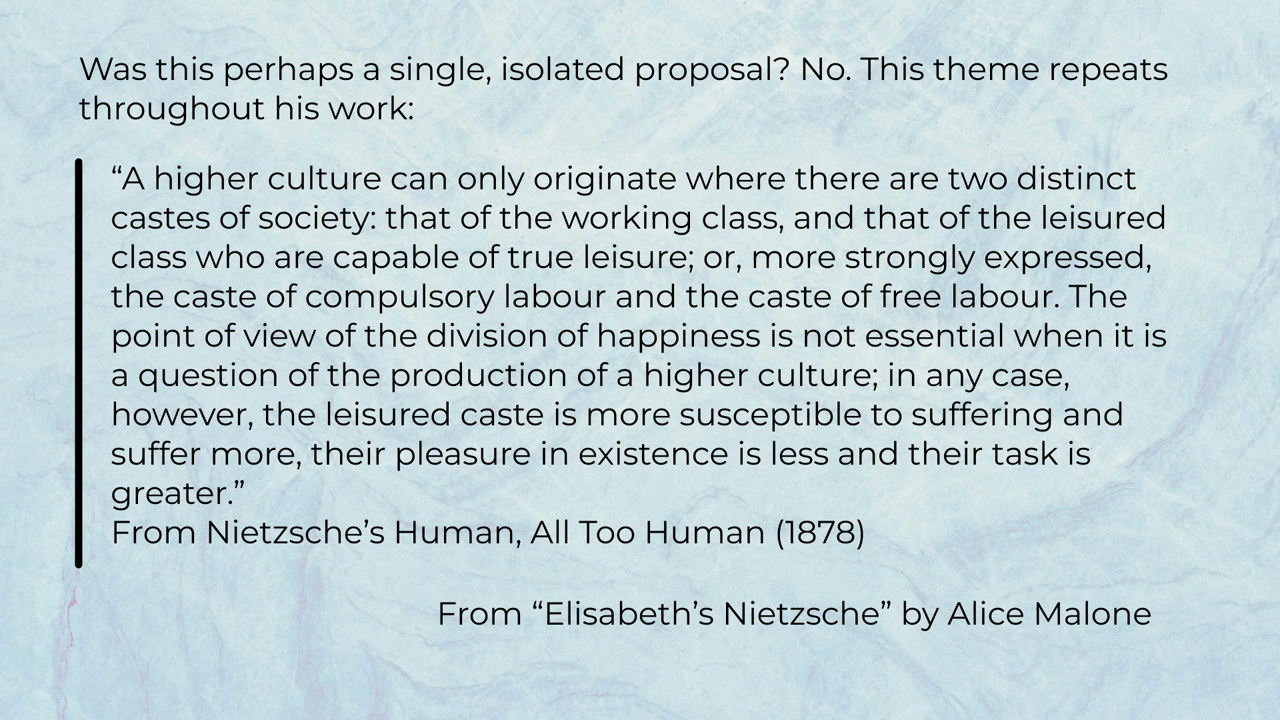 Was this perhaps a single, isolated proposal? No. This theme repeats
throughout his work:
“A higher culture can only originate where there are two distinct
castes of society: that of the working class, and that of the leisured
class who are capable of true leisure; or, more strongly expressed,
the caste of compulsory labour and the caste of free labour. The
point of view of the division of happiness is not essential when it is
a question of the production of a higher culture; in any case,
however, the leisured caste is more susceptible to suffering and
suffer more, their pleasure in existence is less and their task is
greater.”
From Nietzsche’s Human, All Too Human (1878)
From “Elisabeth’s Nietzsche” by Alice Malone